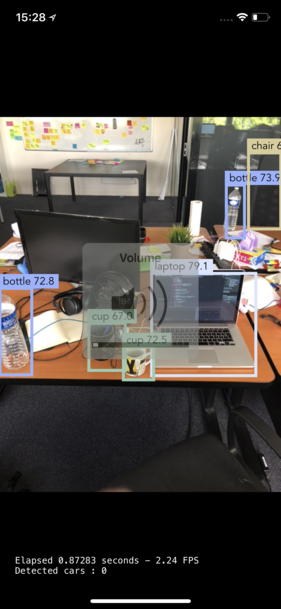 15:28
chair 6
bottle 73.9
Volume
laptop 79.1
bottle 72.8
cup 67.0
cup 72.5
Elapsed 0.87283 seconds - 2.24 FPS
Detected cars : 0